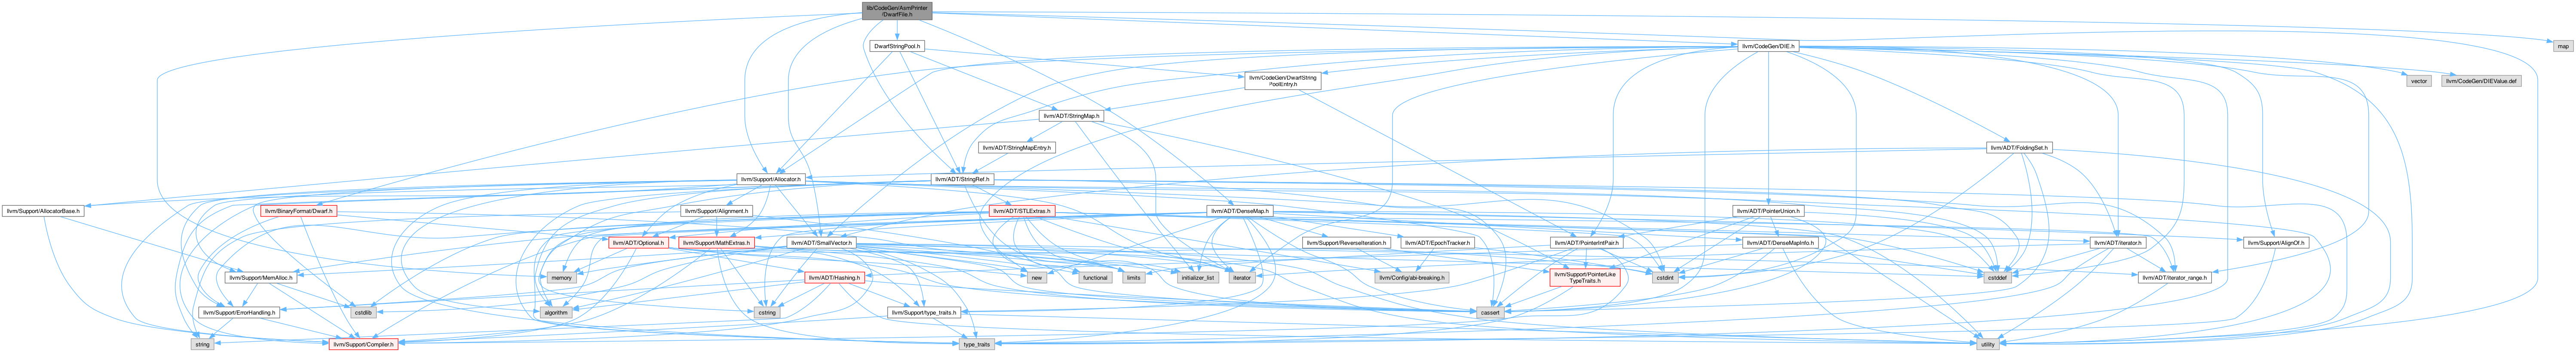 lib/CodeGen/AsmPrinter
/DwarfFile.h
DwarfStringPool.h
llvm/CodeGen/DIE.h
map
llvm/CodeGen/DwarfString
PoolEntry.h
vector
llvm/CodeGen/DIEValue.def
llvm/ADT/StringMap.h
llvm/ADT/StringMapEntry.h
llvm/ADT/FoldingSet.h
llvm/Support/Allocator.h
llvm/ADT/StringRef.h
llvm/Support/AllocatorBase.h
llvm/BinaryFormat/Dwarf.h
llvm/Support/Alignment.h
llvm/ADT/STLExtras.h
llvm/ADT/DenseMap.h
llvm/ADT/PointerUnion.h
llvm/ADT/Optional.h
llvm/Support/MathExtras.h
llvm/ADT/SmallVector.h
llvm/Support/ReverseIteration.h
llvm/ADT/EpochTracker.h
llvm/ADT/PointerIntPair.h
llvm/ADT/DenseMapInfo.h
llvm/ADT/iterator.h
llvm/Support/AlignOf.h
llvm/Support/MemAlloc.h
memory
llvm/ADT/Hashing.h
new
functional
limits
initializer_list
iterator
llvm/Config/abi-breaking.h
llvm/Support/PointerLike
TypeTraits.h
cstdint
cstddef
llvm/ADT/iterator_range.h
llvm/Support/ErrorHandling.h
cstdlib
algorithm
cstring
llvm/Support/type_traits.h
cassert
string
llvm/Support/Compiler.h
type_traits
utility